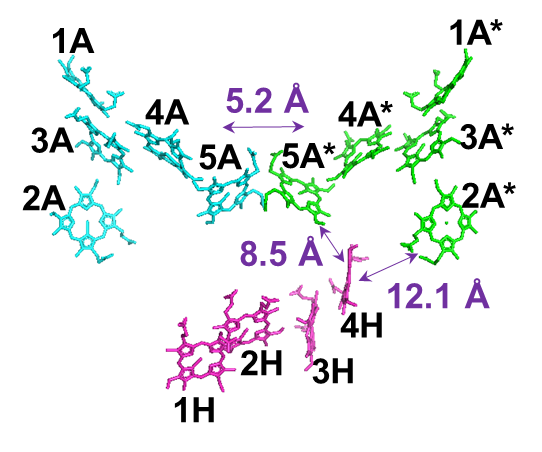 1A
1A*
5.2 Å
4A
4A*
3A
3A*
5A
5A*
2A
2A*
8.5 Å
12.1 Å
4H
2H
3H
1H